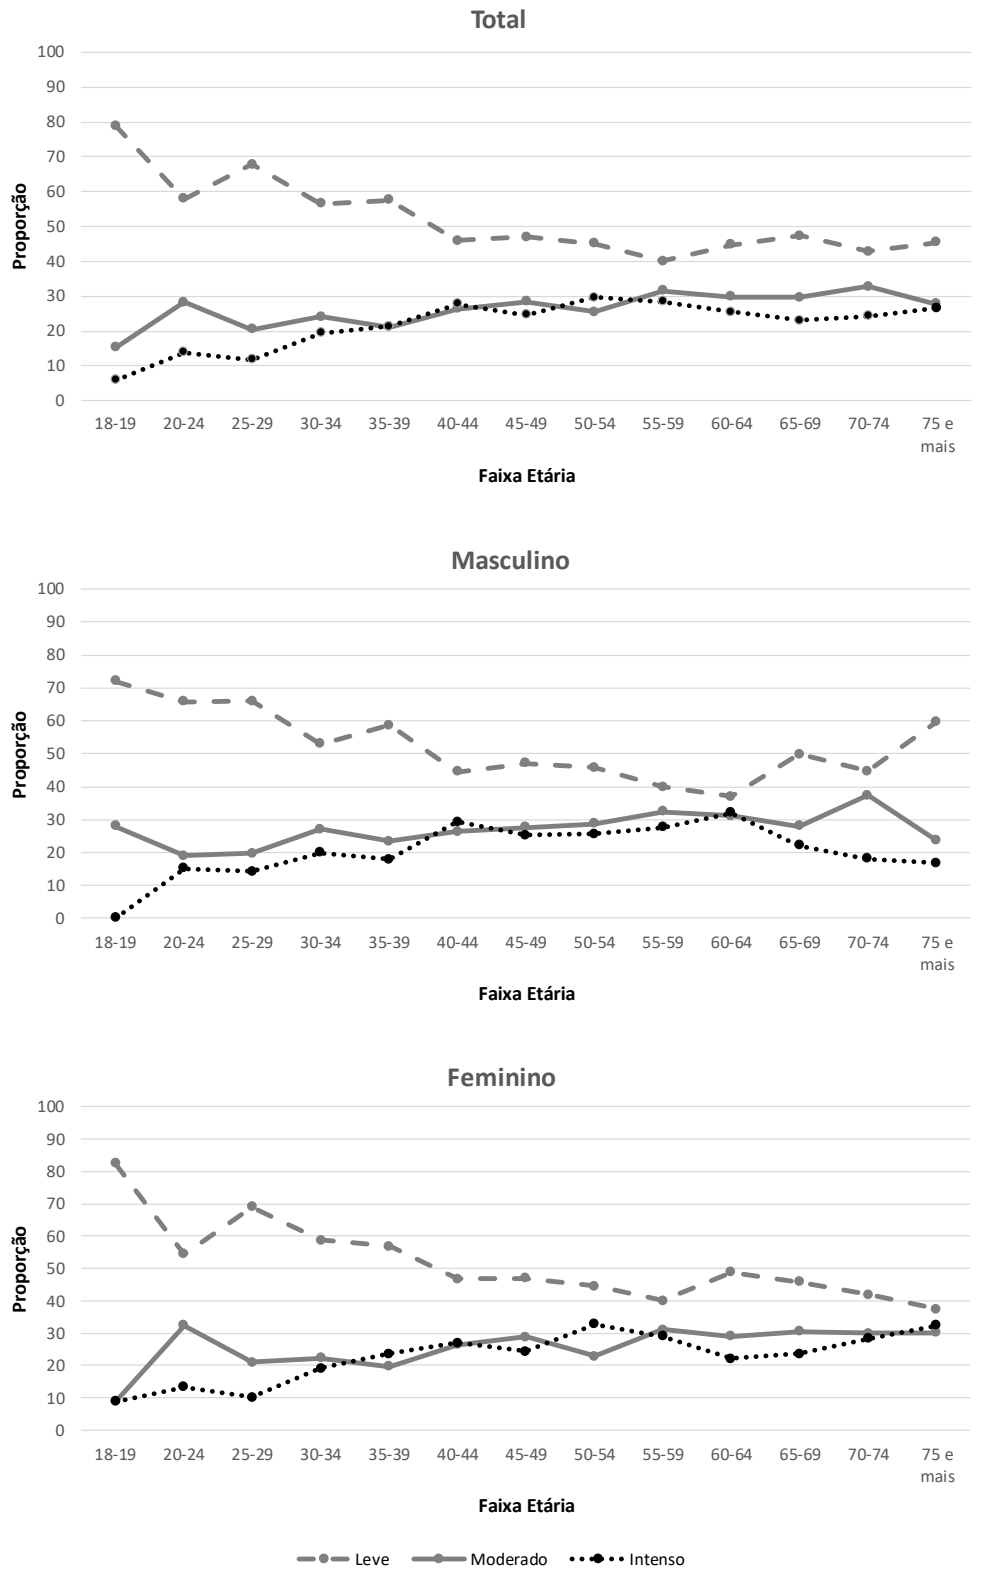 Total
100
90
80
70
60
50
40
30
20
10
0
Proporção
18-19 20-24 25-29 30-34 35-39 40-44 45-49 50-54 55-59 60-64 65-69 70-74 75 e
mais
Faixa Etária
Masculino
100
90
80
70
60
50
40
30
20
10
0
Proporção
18-19 20-24 25-29 30-34 35-39 40-44 45-49 50-54 55-59 60-64 65-69 70-74 75 e
mais
Faixa Etária
Feminino
100
90
80
70
60
50
40
30
20
10
0
Proporção
18-19 20-24 25-29 30-34 35-39 40-44 45-49 50-54 55-59 60-64 65-69 70-74 75 e
mais
Faixa Etária
Leve Moderado Intenso